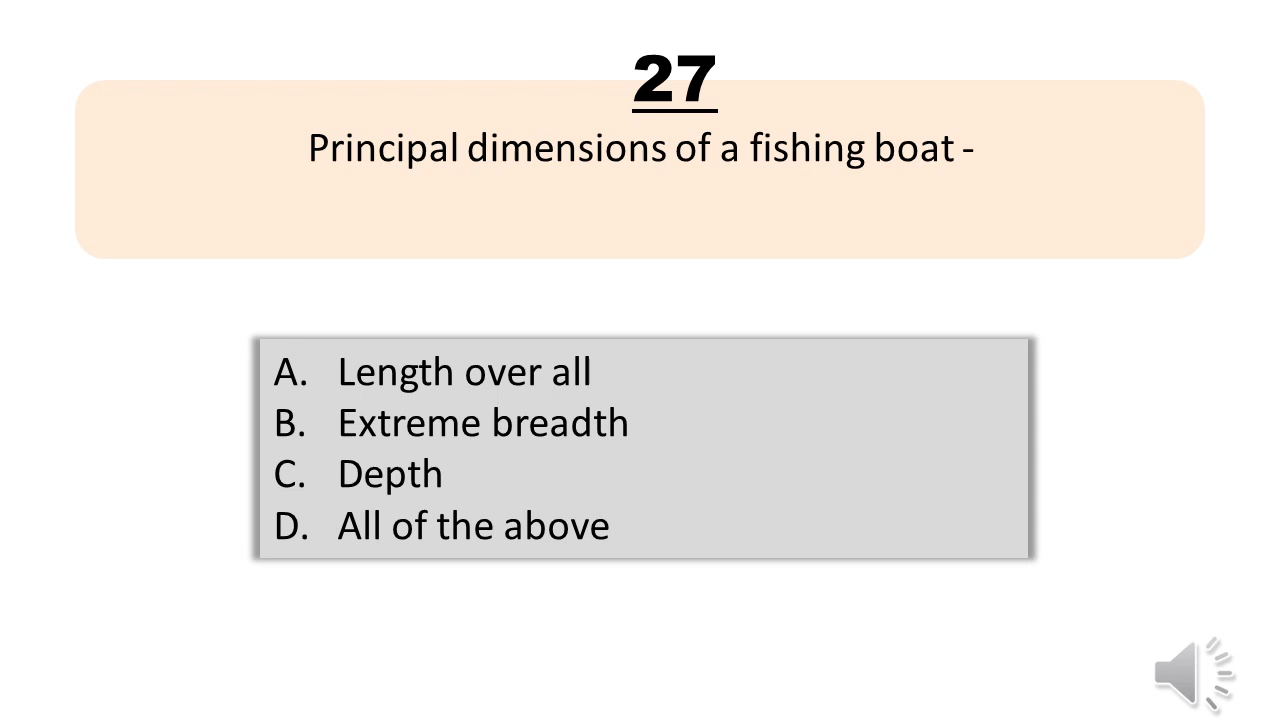 27
Principal dimensions of a fishing boat -
A. Length over all
B. Extreme breadth
C. Depth
D. All of the above